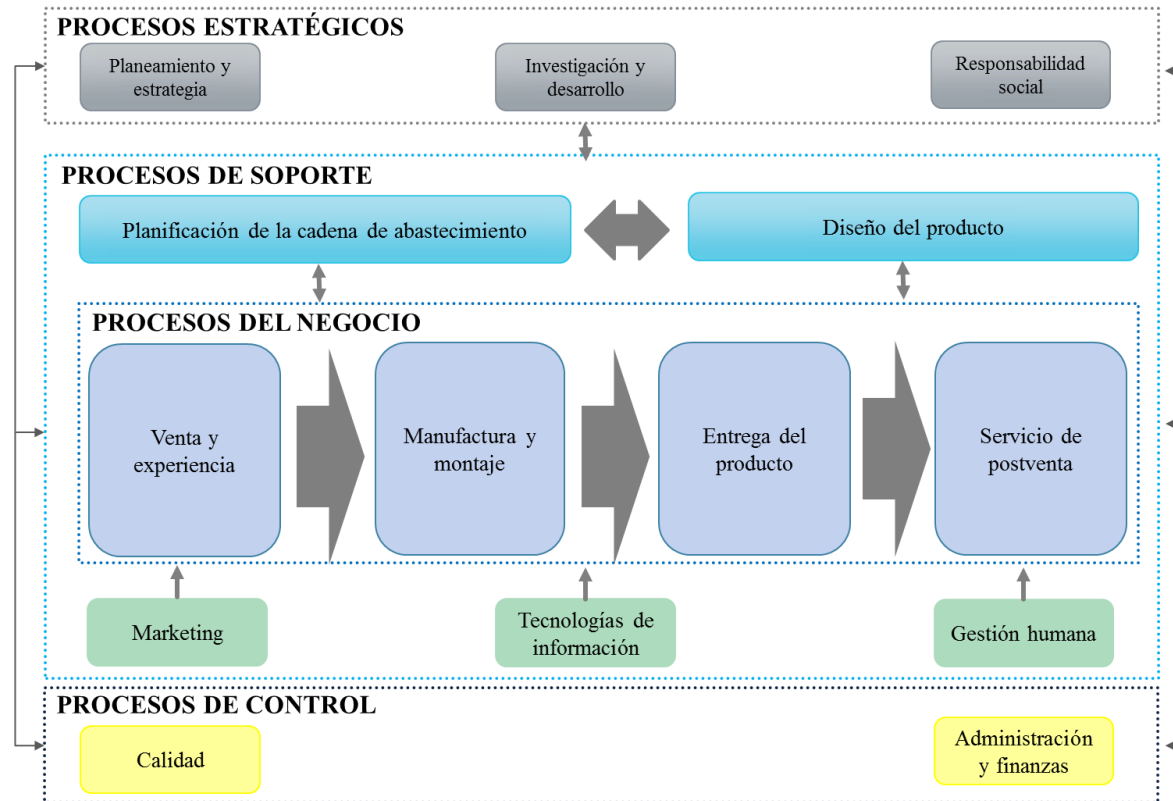 PROCESOS ESTRATÉGICOS
Planeamiento y
estrategia
Investigación y
desarrollo
Responsabilidad
social
PROCESOS DE SOPORTE
Planificación de la cadena de abastecimiento
Diseño del producto
PROCESOS DEL NEGOCIO
Venta y
experiencia
Manufactura y
montaje
Entrega del
producto
Servicio de
postventa
Marketing
Tecnologías de
información
Gestión humana
PROCESOS DE CONTROL
Calidad
Administración
y finanzas